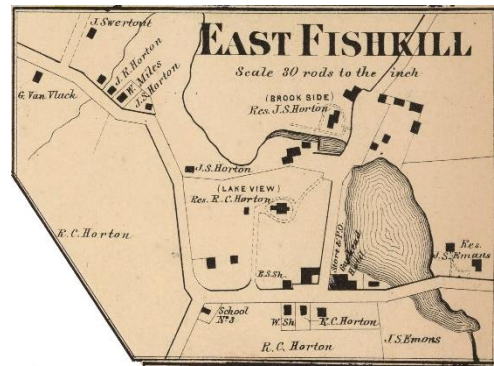 EAST FISHKILL
Scale 30 rods to the inch
J. Swertout
J. R. Horton
W. Miles
J. S. Horton
G. Van Vlack
(BROOK SIDE)
Res. J. S. Horton
J. S. Horton
(LAKE VIEW)
Res. R. C. Horton
R. C. Horton
Store & P.O.
Hotel
Res.
J. S. Emans
B. S. Sh.
School
No. 3
W. Sh
R. C. Horton
R. C. Horton
J. S. Emons